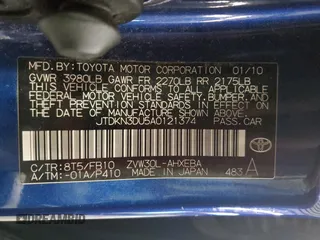 MFD.BY: TOYOTA MOTOR CORPORATION 01/10
GVWR 3980LB GAWR FR 2270LB RR 2175LB
THIS VEHICLE CONFORMS TO ALL APPLICABLE
FEDERAL MOTOR VEHICLE SAFETY, BUMPER,
AND THEFT PREVENTION STANDARDS IN EFFECT
ON THE DATE OF MANUFACTURE SHOWN ABOVE.
JTDKN3DU5A0121374 PASS.CAR
TOYOTA
C/TR: 8T5/FB10 ZVW30L-AHXEBA
A/TM: -01A/P410 MADE IN JAPAN 483 A